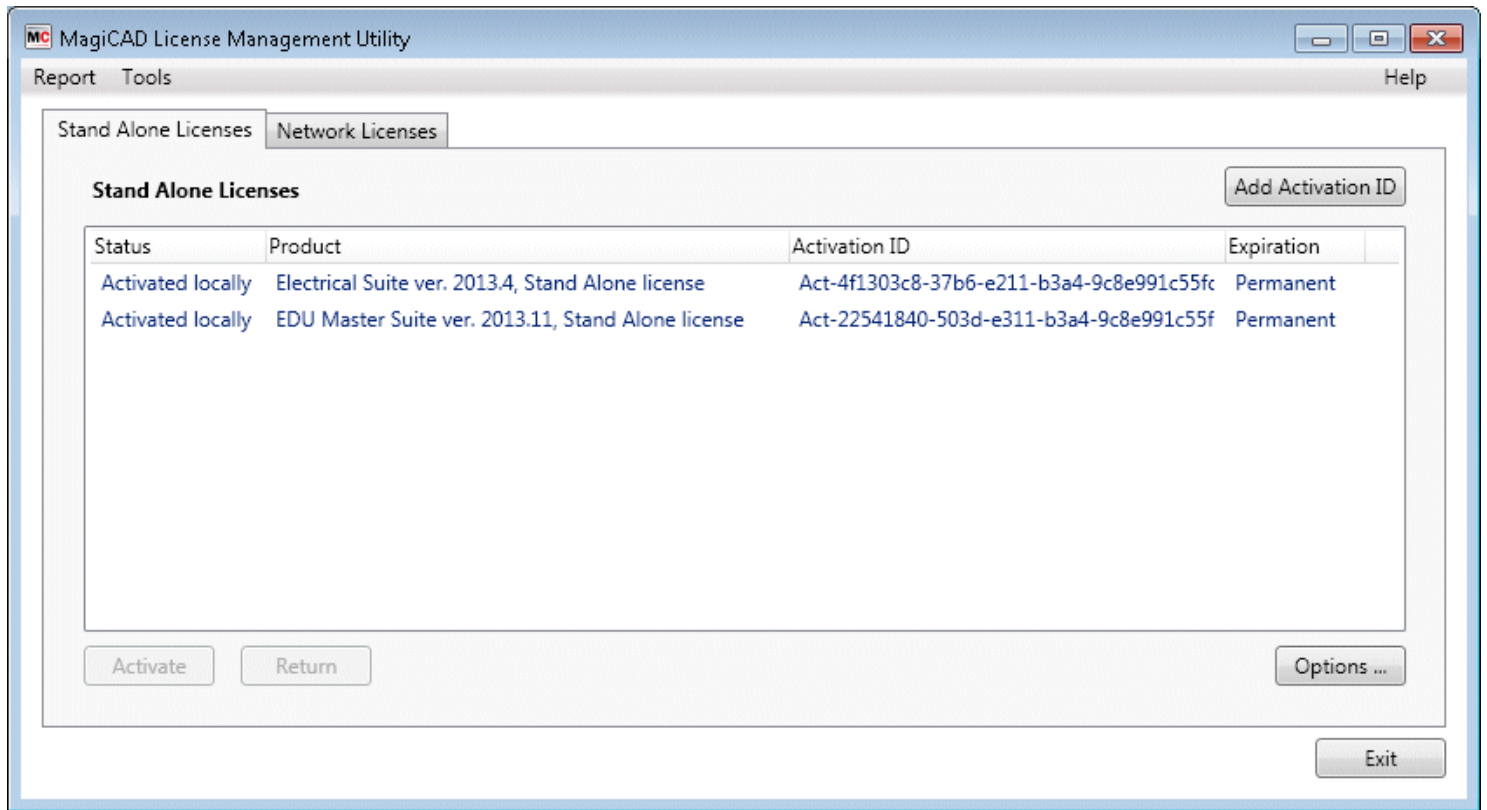 MC MagiCAD License Management Utility
Report Tools Help
Stand Alone Licenses Network Licenses
Stand Alone Licenses Add Activation ID
Status Product Activation ID Expiration
Activated locally Electrical Suite ver. 2013.4, Stand Alone license Act-4f1303c8-37b6-e211-b3a4-9c8e991c55fc Permanent
Activated locally EDU Master Suite ver. 2013.11, Stand Alone license Act-22541840-503d-e311-b3a4-9c8e991c55f Permanent
Activate Return Options ...
Exit